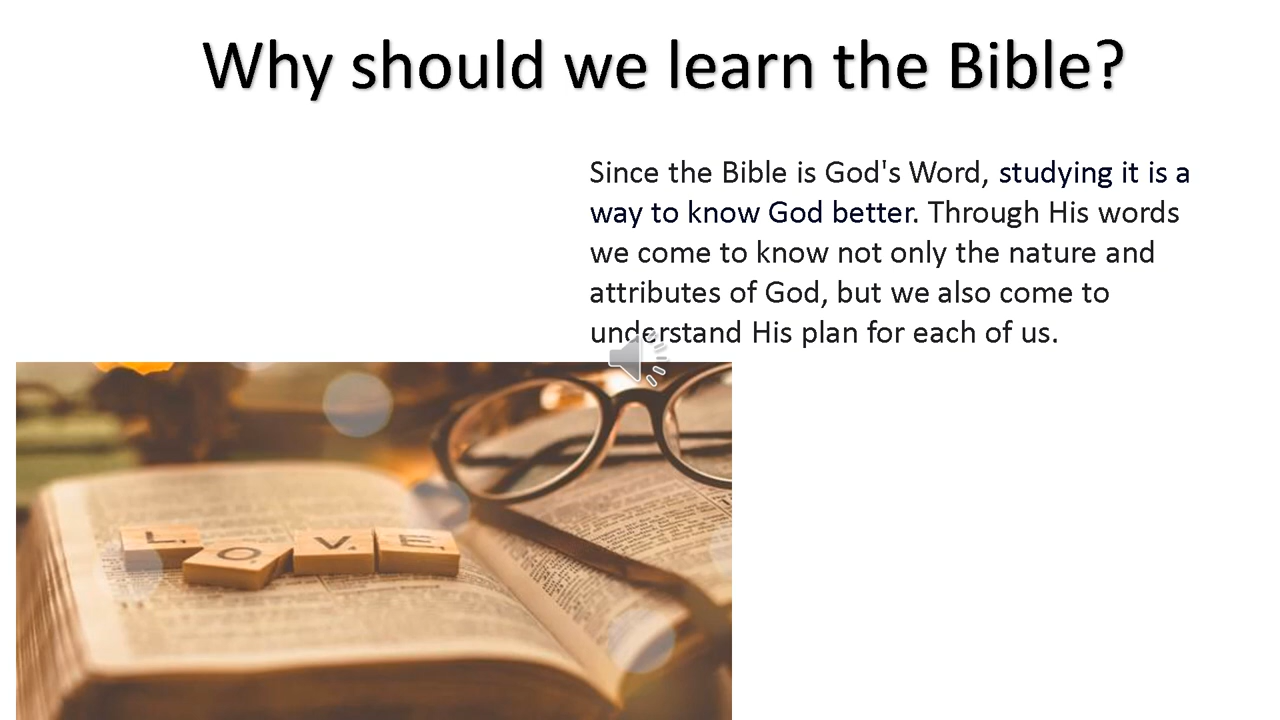 Why should we learn the Bible?
Since the Bible is God's Word, studying it is a
way to know God better. Through His words
we come to know not only the nature and
attributes of God, but we also come to
understand His plan for each of us.
LOVE